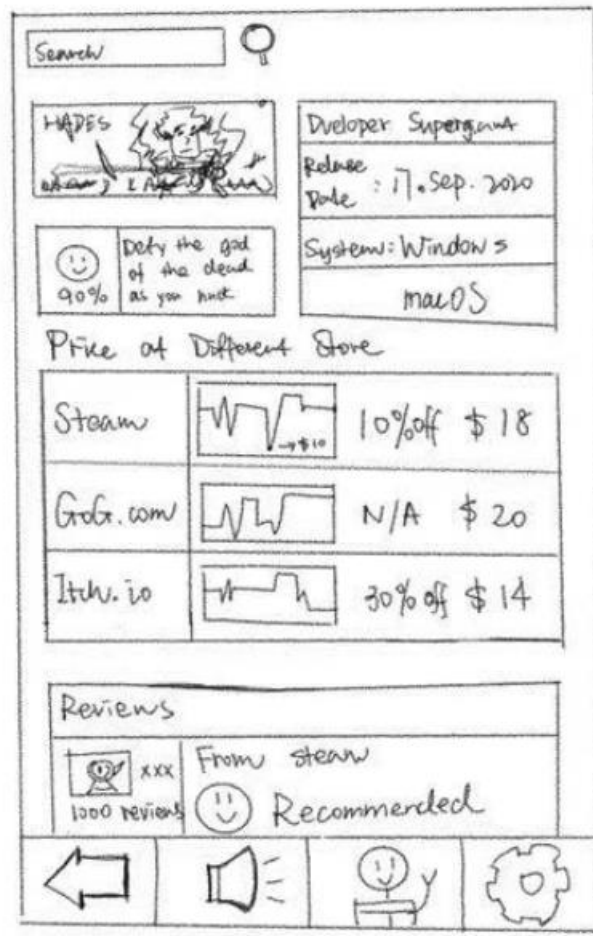 Search
HADES
Dveloper Supergiant
Release
Date : 17. Sep. 2020
System: Windows
macOS
90%
Defy the god
of the dead
as you
Price at Different Store
Steam
→$10
10%off $18
GoG.com
N/A $20
Itch.io
30% off $14
Reviews
xxx
1000 reviews
From steam
Recommended